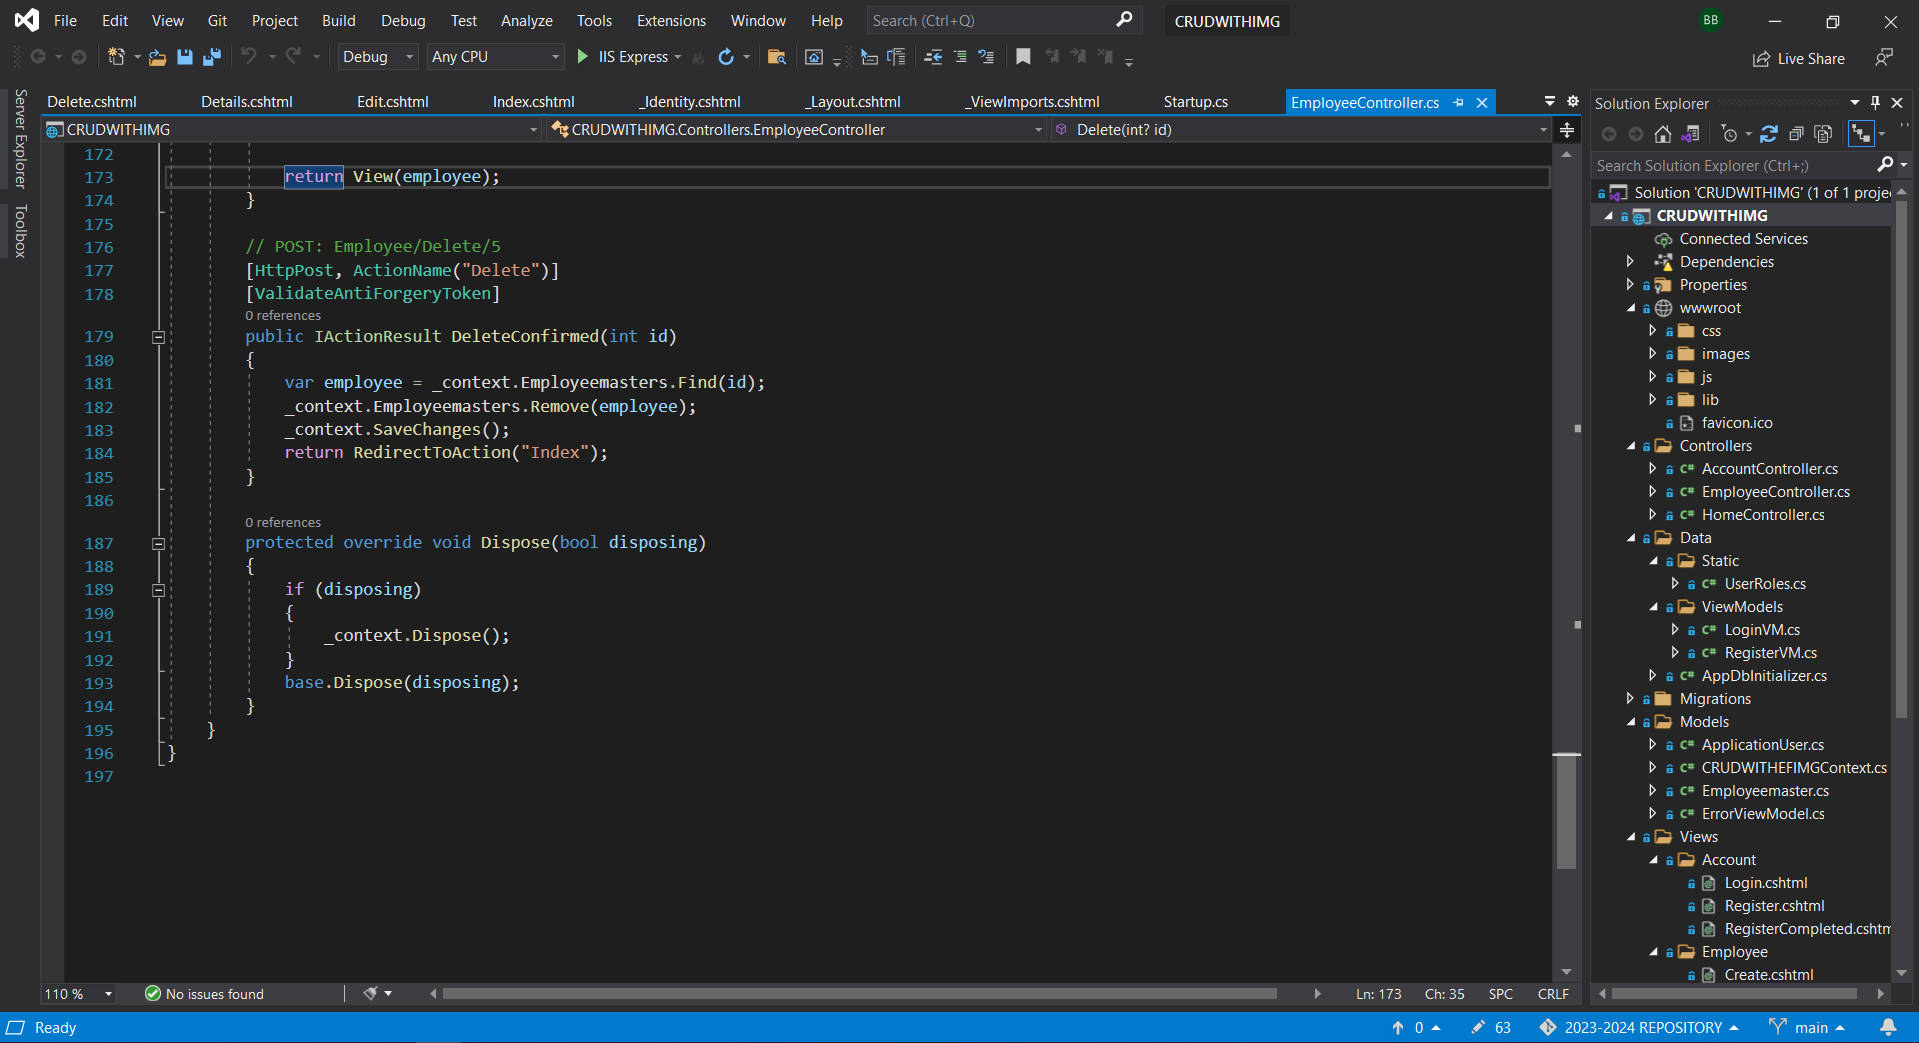 File Edit View Git Project Build Debug Test Analyze Tools Extensions Window Help Search (Ctrl+Q) CRUDWITHIMG BB
Debug Any CPU IIS Express Live Share
Server Explorer
Toolbox
Delete.cshtml Details.cshtml Edit.cshtml Index.cshtml _Identity.cshtml _Layout.cshtml _ViewImports.cshtml Startup.cs EmployeeController.cs
CRUDWITHIMG CRUDWITHIMG.Controllers.EmployeeController Delete(int? id)
172
173 return View(employee);
174 }
175
176 // POST: Employee/Delete/5
177 [HttpPost, ActionName("Delete")]
178 [ValidateAntiForgeryToken]
0 references
179 public IActionResult DeleteConfirmed(int id)
180 {
181 var employee = _context.Employeemasters.Find(id);
182 _context.Employeemasters.Remove(employee);
183 _context.SaveChanges();
184 return RedirectToAction("Index");
185 }
186
0 references
187 protected override void Dispose(bool disposing)
188 {
189 if (disposing)
190 {
191 _context.Dispose();
192 }
193 base.Dispose(disposing);
194 }
195 }
196 }
197
110 % No issues found Ln: 173 Ch: 35 SPC CRLF
Solution Explorer
Search Solution Explorer (Ctrl+;)
Solution 'CRUDWITHIMG' (1 of 1 proje
CRUDWITHIMG
Connected Services
Dependencies
Properties
wwwroot
css
images
js
lib
favicon.ico
Controllers
AccountController.cs
EmployeeController.cs
HomeController.cs
Data
Static
UserRoles.cs
ViewModels
LoginVM.cs
RegisterVM.cs
AppDbInitializer.cs
Migrations
Models
ApplicationUser.cs
CRUDWITHEFIMGContext.cs
Employeemaster.cs
ErrorViewModel.cs
Views
Account
Login.cshtml
Register.cshtml
RegisterCompleted.cshtm
Employee
Create.cshtml
Ready 0 63 2023-2024 REPOSITORY main